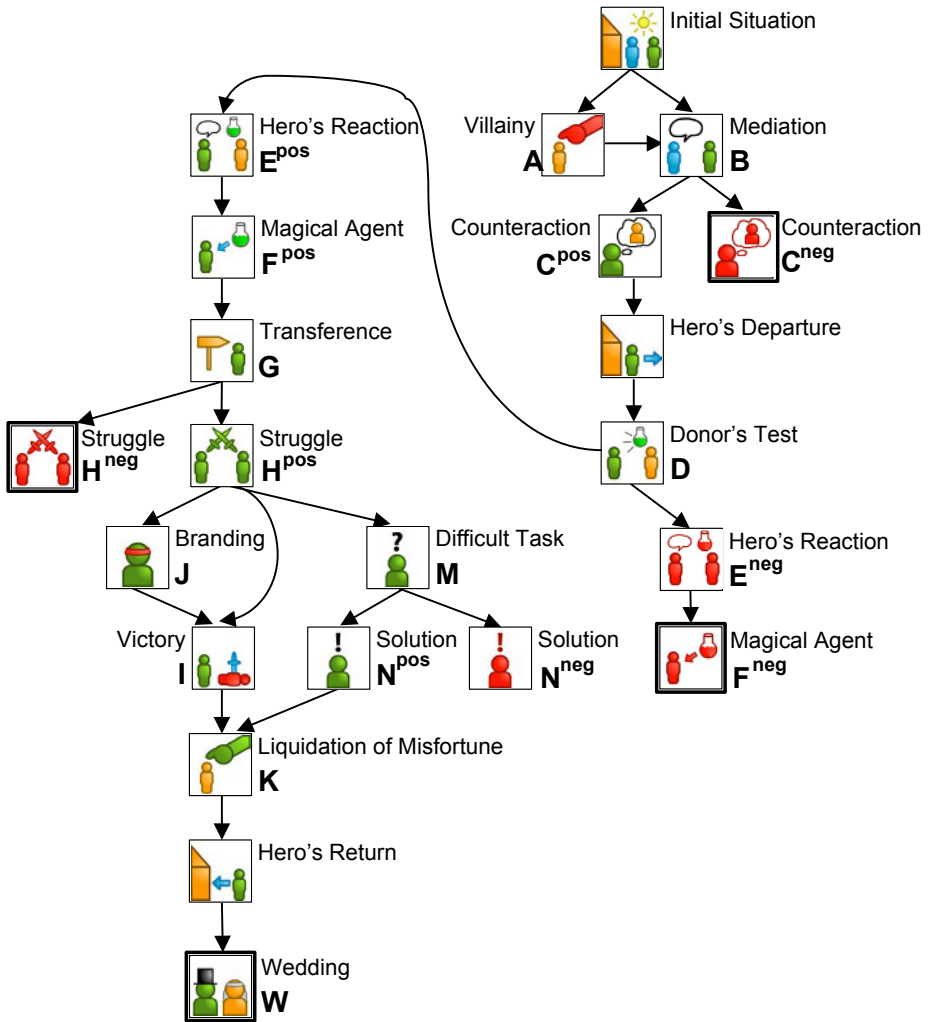 Initial Situation
Villainy
A
Mediation
B
Counteraction
C pos
Counteraction
C neg
Hero's Departure
Donor's Test
D
Hero's Reaction
E neg
Magical Agent
F neg
Hero's Reaction
E pos
Magical Agent
F pos
Transference
G
Struggle
H neg
Struggle
H pos
Branding
J
?
Difficult Task
M
Victory
I
!
Solution
N pos
!
Solution
N neg
Liquidation of Misfortune
K
Hero's Return
Wedding
W